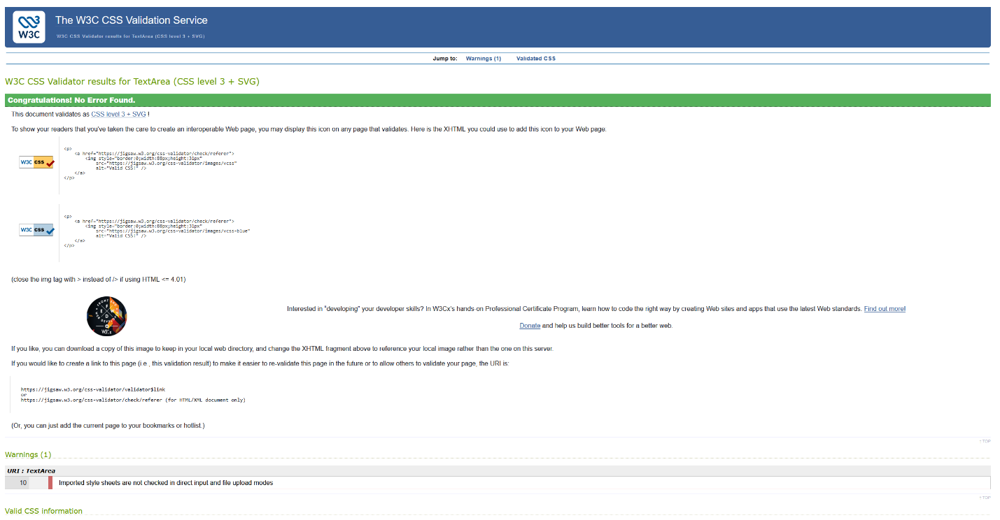 W3C
The W3C CSS Validation Service
W3C CSS Validator results for TextArea (CSS level 3 + SVG)
Jump to: Warnings (1) Validated CSS
W3C CSS Validator results for TextArea (CSS level 3 + SVG)
Congratulations! No Error Found.
This document validates as CSS level 3 + SVG !
To show your readers that you've taken the care to create an interoperable Web page, you may display this icon on any page that validates. Here is the XHTML you could use to add this icon to your Web page.
W3C css
<p>
<a href="https://jigsaw.w3.org/css-validator/check/referer">
<img style="border:0;width:88px;height:31px"
src="https://jigsaw.w3.org/css-validator/images/vcss"
alt="Valid CSS!" />
</a>
</p>
W3C css
<p>
<a href="https://jigsaw.w3.org/css-validator/check/referer">
<img style="border:0;width:88px;height:31px"
src="https://jigsaw.w3.org/css-validator/images/vcss-blue"
alt="Valid CSS!" />
</a>
</p>
(close the img tag with > instead of /> if using HTML <= 4.01)
Interested in "developing" your developer skills? In W3Cx's hands-on Professional Certificate Program, learn how to code the right way by creating Web sites and apps that use the latest Web standards. Find out more!
Donate and help us build better tools for a better web.
If you like, you can download a copy of this image to keep in your local web directory, and change the XHTML fragment above to reference your local image rather than the one on this server.
If you would like to create a link to this page (i.e., this validation result) to make it easier to re-validate this page in the future or to allow others to validate your page, the URI is:
https://jigsaw.w3.org/css-validator/validator$link
or
https://jigsaw.w3.org/css-validator/check/referer (for HTML/XML document only)
(Or, you can just add the current page to your bookmarks or hotlist.)
↑ TOP
Warnings (1)
URI : TextArea
10 Imported style sheets are not checked in direct input and file upload modes
↑ TOP
Valid CSS information